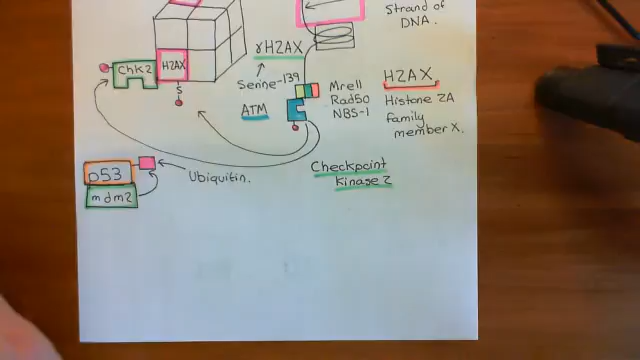 Strand of
DNA.
γH2AX
Chk2
H2AX
S
Serine-139
ATM
Mre11
Rad50
NBS-1
H2AX
Histone 2A
family
member X.
p53
mdm2
Ubiquitin.
Checkpoint
Kinase 2